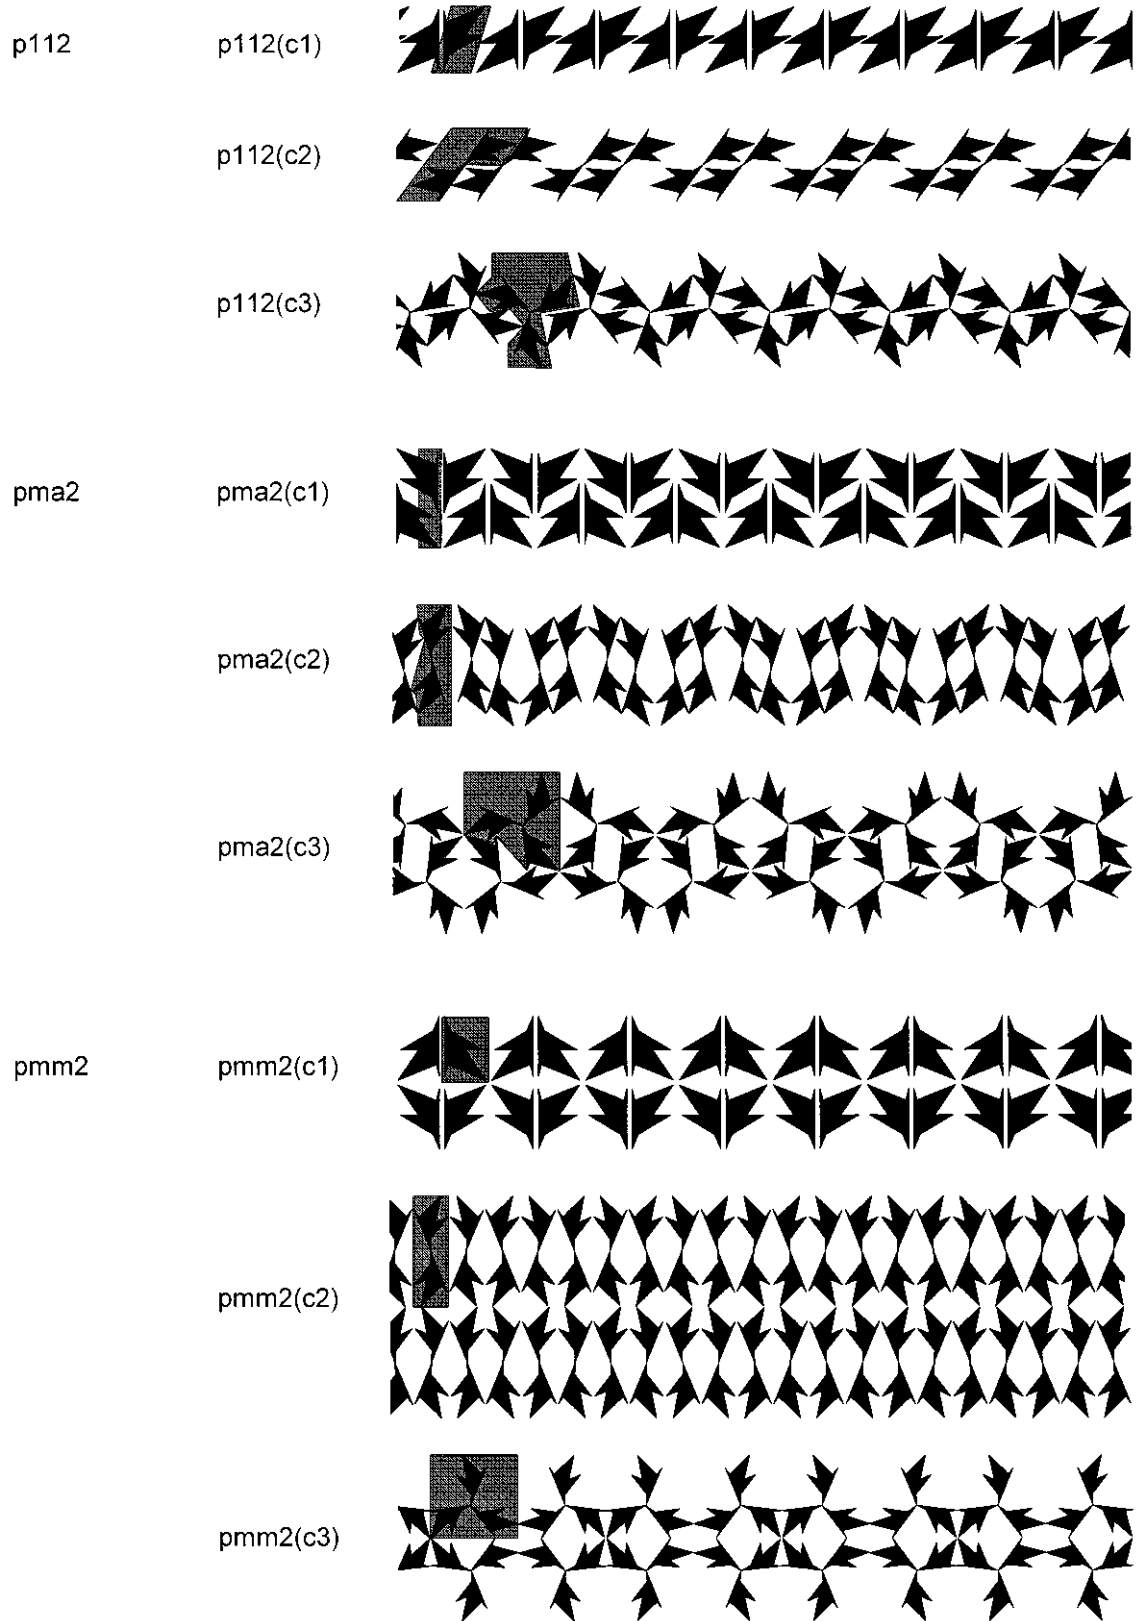 p112 p112(c1)
p112(c2)
p112(c3)
pma2 pma2(c1)
pma2(c2)
pma2(c3)
pmm2 pmm2(c1)
pmm2(c2)
pmm2(c3)